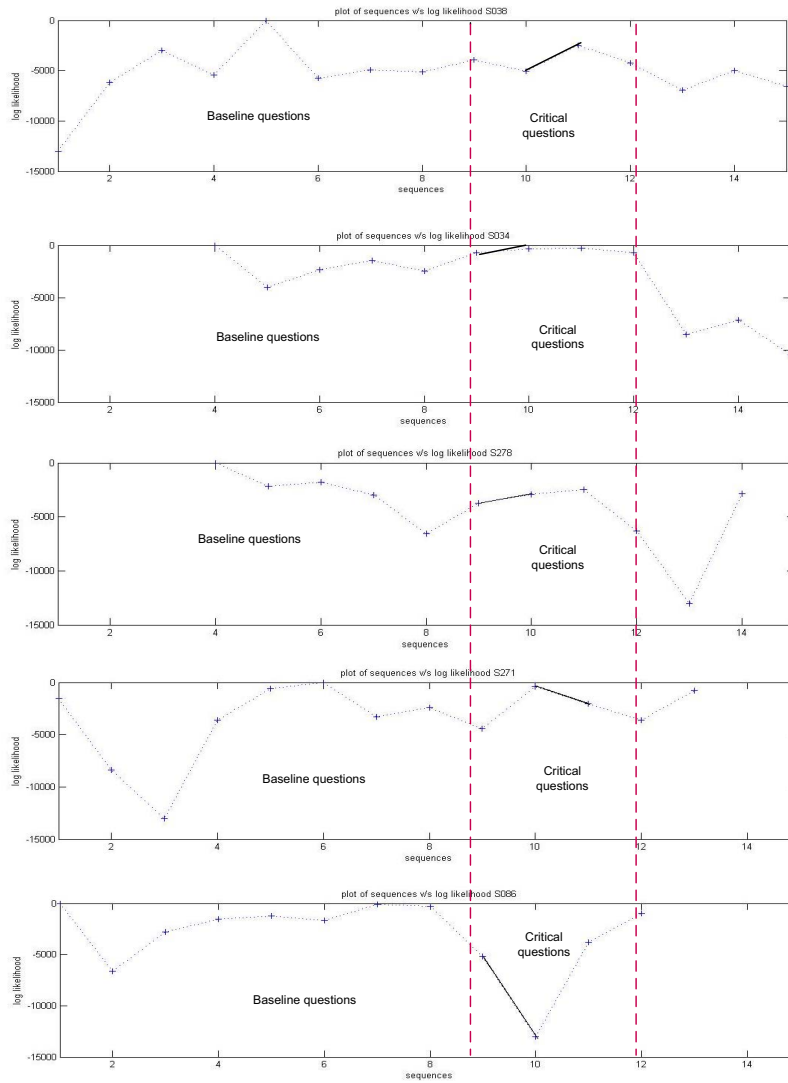 plot of sequences v/s log likelihood S038
0
-5000
-10000
-15000
log likelihood
Baseline questions
Critical
questions
2 4 6 8 10 12 14
sequences
plot of sequences v/s log likelihood S034
0
-5000
-10000
-15000
log likelihood
Baseline questions
Critical
questions
2 4 6 8 10 12 14
sequences
plot of sequences v/s log likelihood S278
0
-5000
-10000
-15000
log likelihood
Baseline questions
Critical
questions
2 4 6 8 10 12 14
sequences
plot of sequences v/s log likelihood S271
0
-5000
-10000
-15000
log likelihood
Baseline questions
Critical
questions
2 4 6 8 10 12 14
sequences
plot of sequences v/s log likelihood S086
0
-5000
-10000
-15000
log likelihood
Critical
questions
Baseline questions
2 4 6 8 10 12 14
sequences